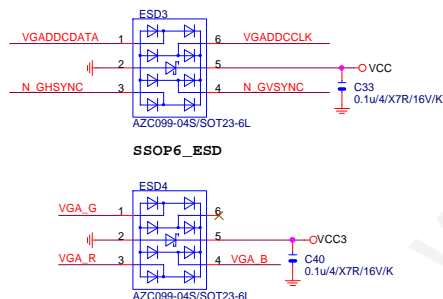 ESD3
VGADDCDATA 1 6 VGADDCCLK
2 5 VCC
N_GHSYNC 3 4 N_GVSYNC
C33
0.1u/4/X7R/16V/K
AZC099-04S/SOT23-6L
SSOP6_ESD
ESD4
VGA_G 1 6
2 5 VCC3
VGA_R 3 4 VGA_B
C40
0.1u/4/X7R/16V/K
AZC099-04S/SOT23-6L